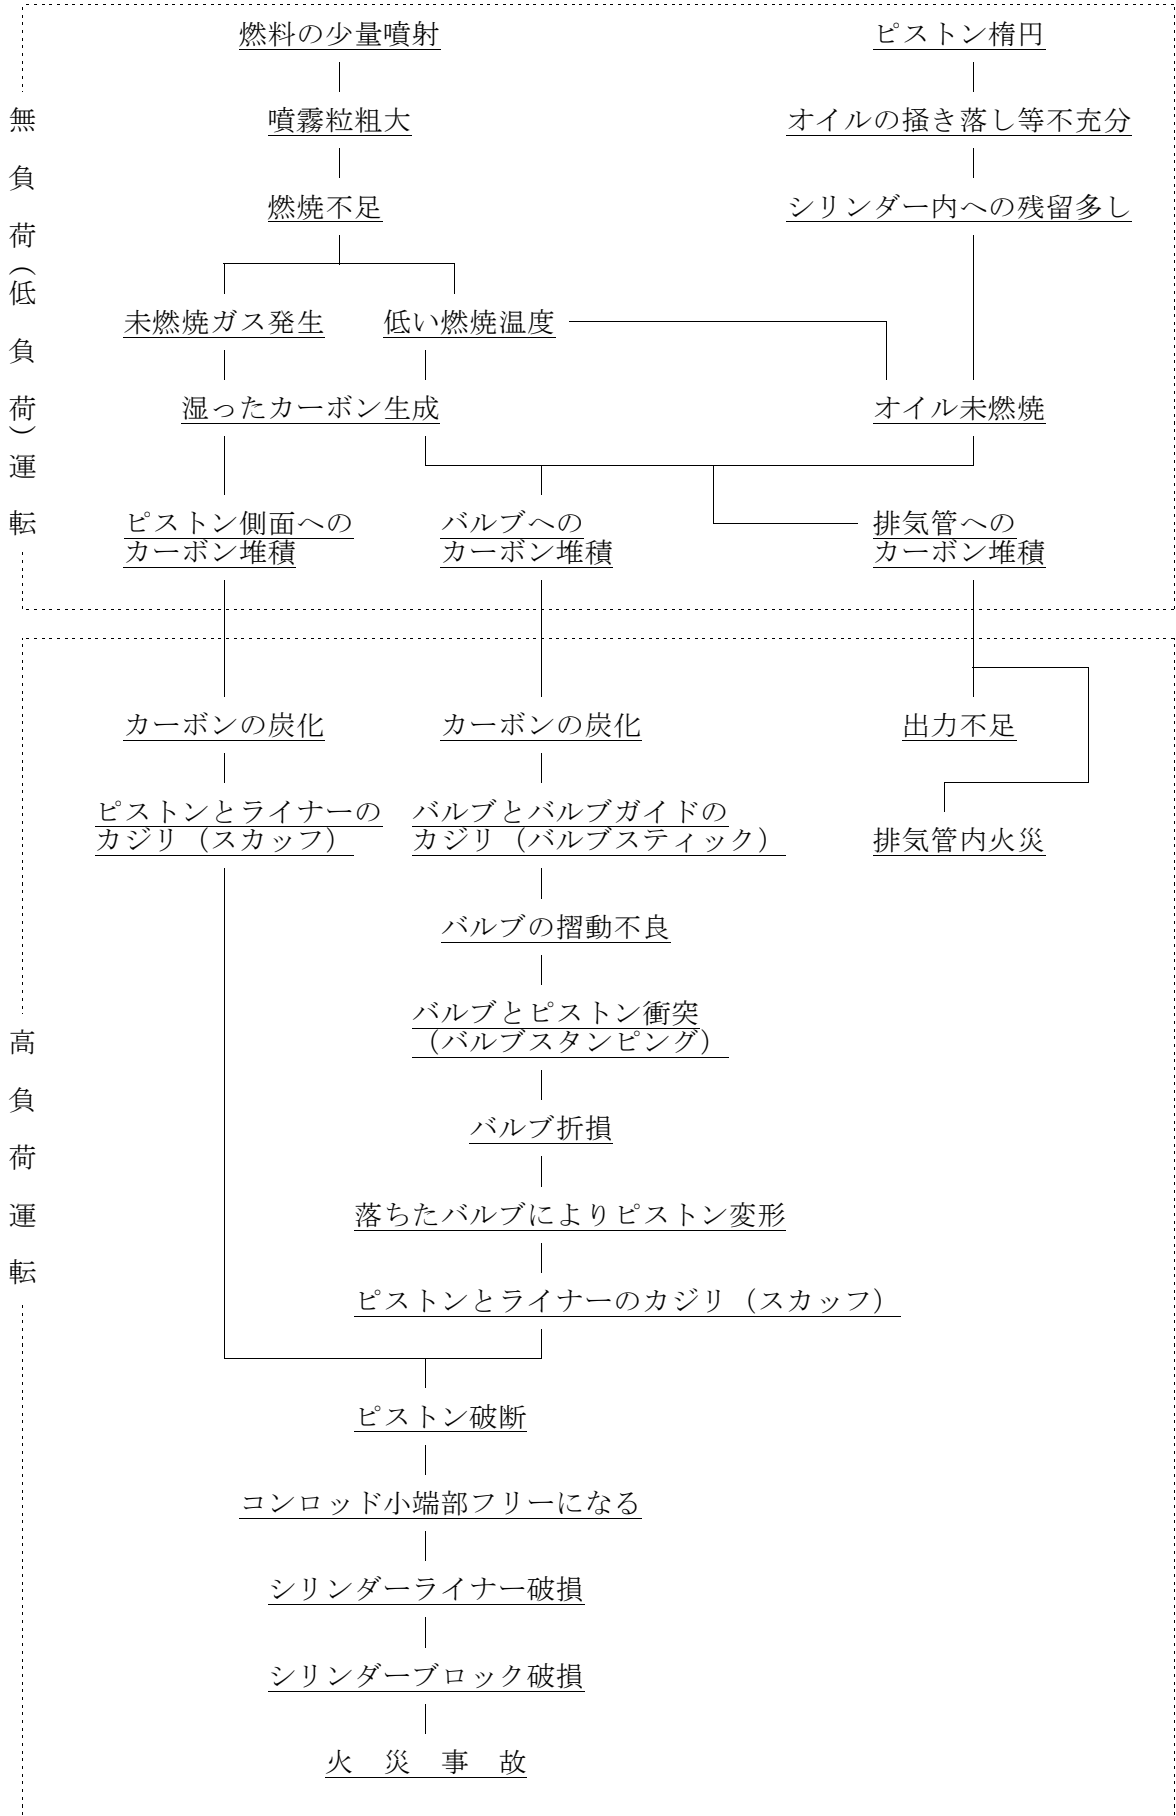 燃料の少量噴射
ピストン楕円
噴霧粒粗大
オイルの掻き落し等不充分
燃焼不足
シリンダー内への残留多し
未燃焼ガス発生
低い燃焼温度
湿ったカーボン生成
オイル未燃焼
ピストン側面への
カーボン堆積
バルブへの
カーボン堆積
排気管への
カーボン堆積
無負荷(低負荷)運転
カーボンの炭化
カーボンの炭化
出力不足
ピストンとライナーの
カジリ（スカッフ）
バルブとバルブガイドの
カジリ（バルブスティック）
排気管内火災
バルブの摺動不良
バルブとピストン衝突
（バルブスタンピング）
バルブ折損
落ちたバルブによりピストン変形
ピストンとライナーのカジリ（スカッフ）
ピストン破断
コンロッド小端部フリーになる
シリンダーライナー破損
シリンダーブロック破損
火　災　事　故
高負荷運転